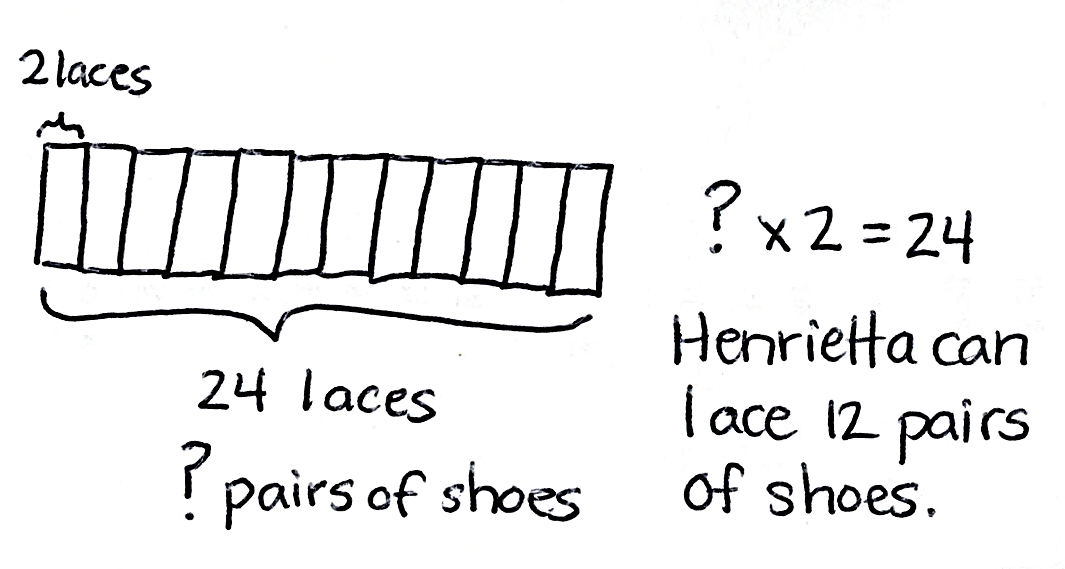 2 laces
24 laces
? pairs of shoes
? x 2 = 24
Henrietta can
lace 12 pairs
of shoes.